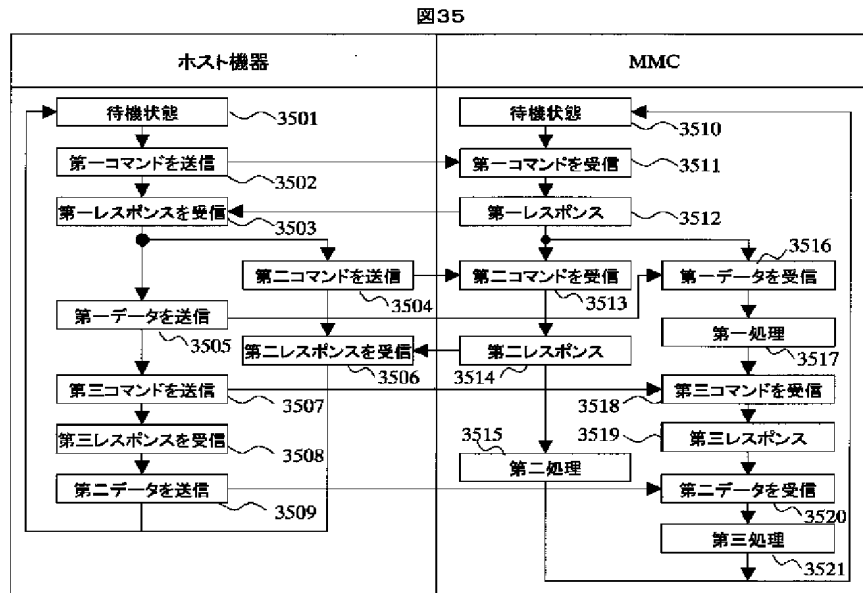 図35
ホスト機器
MMC
待機状態
3501
待機状態
3510
第一コマンドを送信
3502
第一コマンドを受信
3511
第一レスポンスを受信
3503
第一レスポンス
3512
3516
第二コマンドを送信
3504
第二コマンドを受信
3513
第一データを受信
第一データを送信
3505
第一処理
3517
第二レスポンスを受信
3506
第二レスポンス
3514
第三コマンドを送信
3507
第三コマンドを受信
3518
第三レスポンスを受信
3508
3519
第三レスポンス
3515
第二処理
第二データを送信
3509
第二データを受信
3520
第三処理
3521